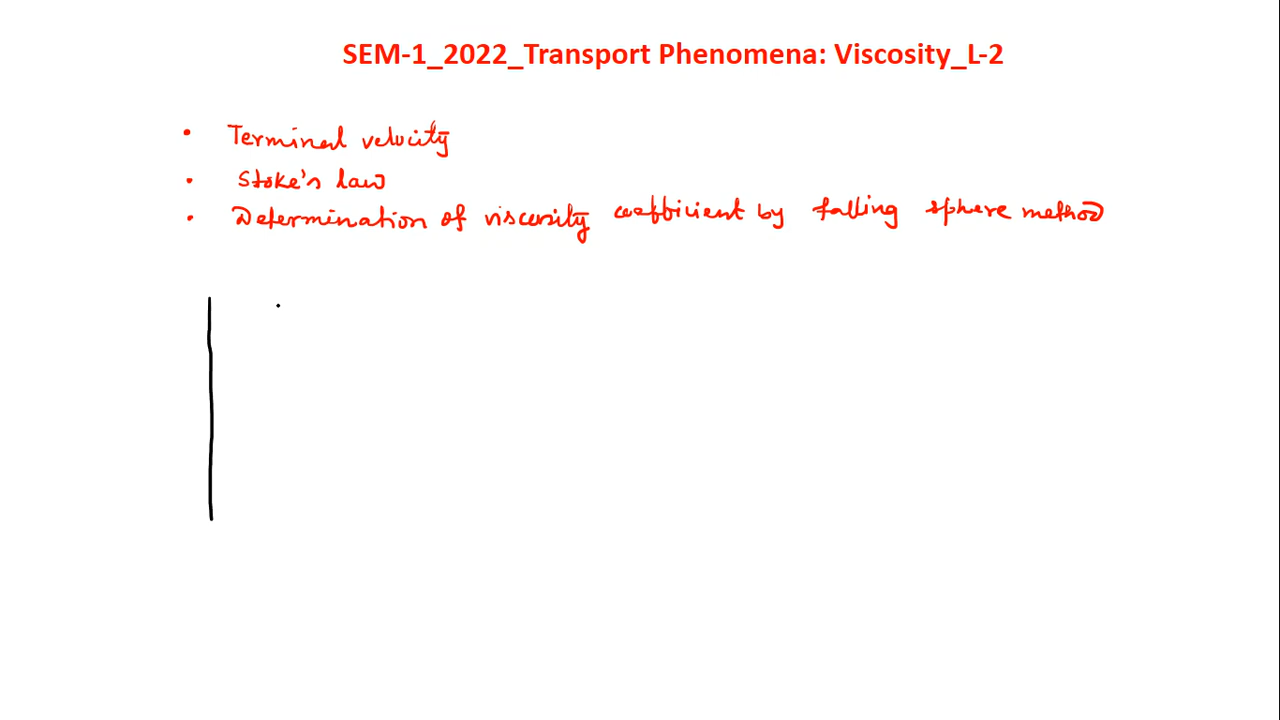 SEM-1_2022_Transport Phenomena: Viscosity_L-2
• Terminal velocity
• Stoke's law
• Determination of viscosity coefficient by falling sphere method